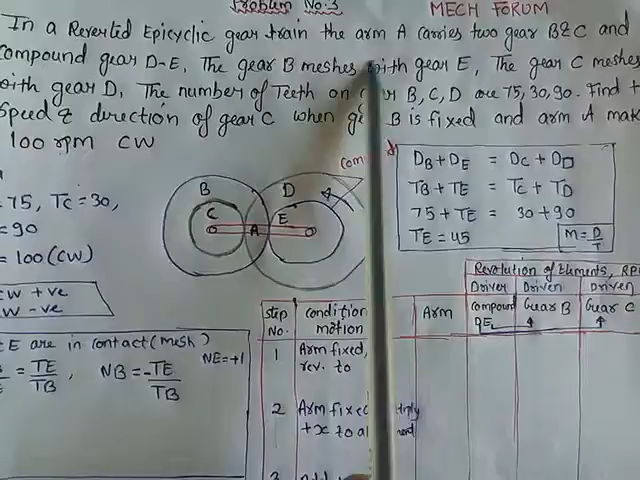 Problem No.3
MECH FORUM
In a Reverted Epicyclic gear train the arm A carries two gear B&C and
compound gear D-E, The gear B meshes with gear E, The gear C meshes
with gear D, The number of Teeth on B, C, D are 75, 30, 90. Find
Speed & direction of gear C when B is fixed and arm A
100 rpm CW
= 75, TC = 30,
= 90
= 100 (CW)
CW +ve
CW -ve
B
C
A
D
E
DB + DE = DC + DD
TB + TE = TC + TD
75 + TE = 30 + 90
TE = 45
M = D/T
E are in contact (mesh)
= TE/TB, NB = -TE/TB
NE = +1
Revolution of Elements,
Step No. condition motion Arm Driver Compound DE Driven Gear B Driven Gear C
1 Arm fixed, rev. to
2 Arm fixed +x to
3